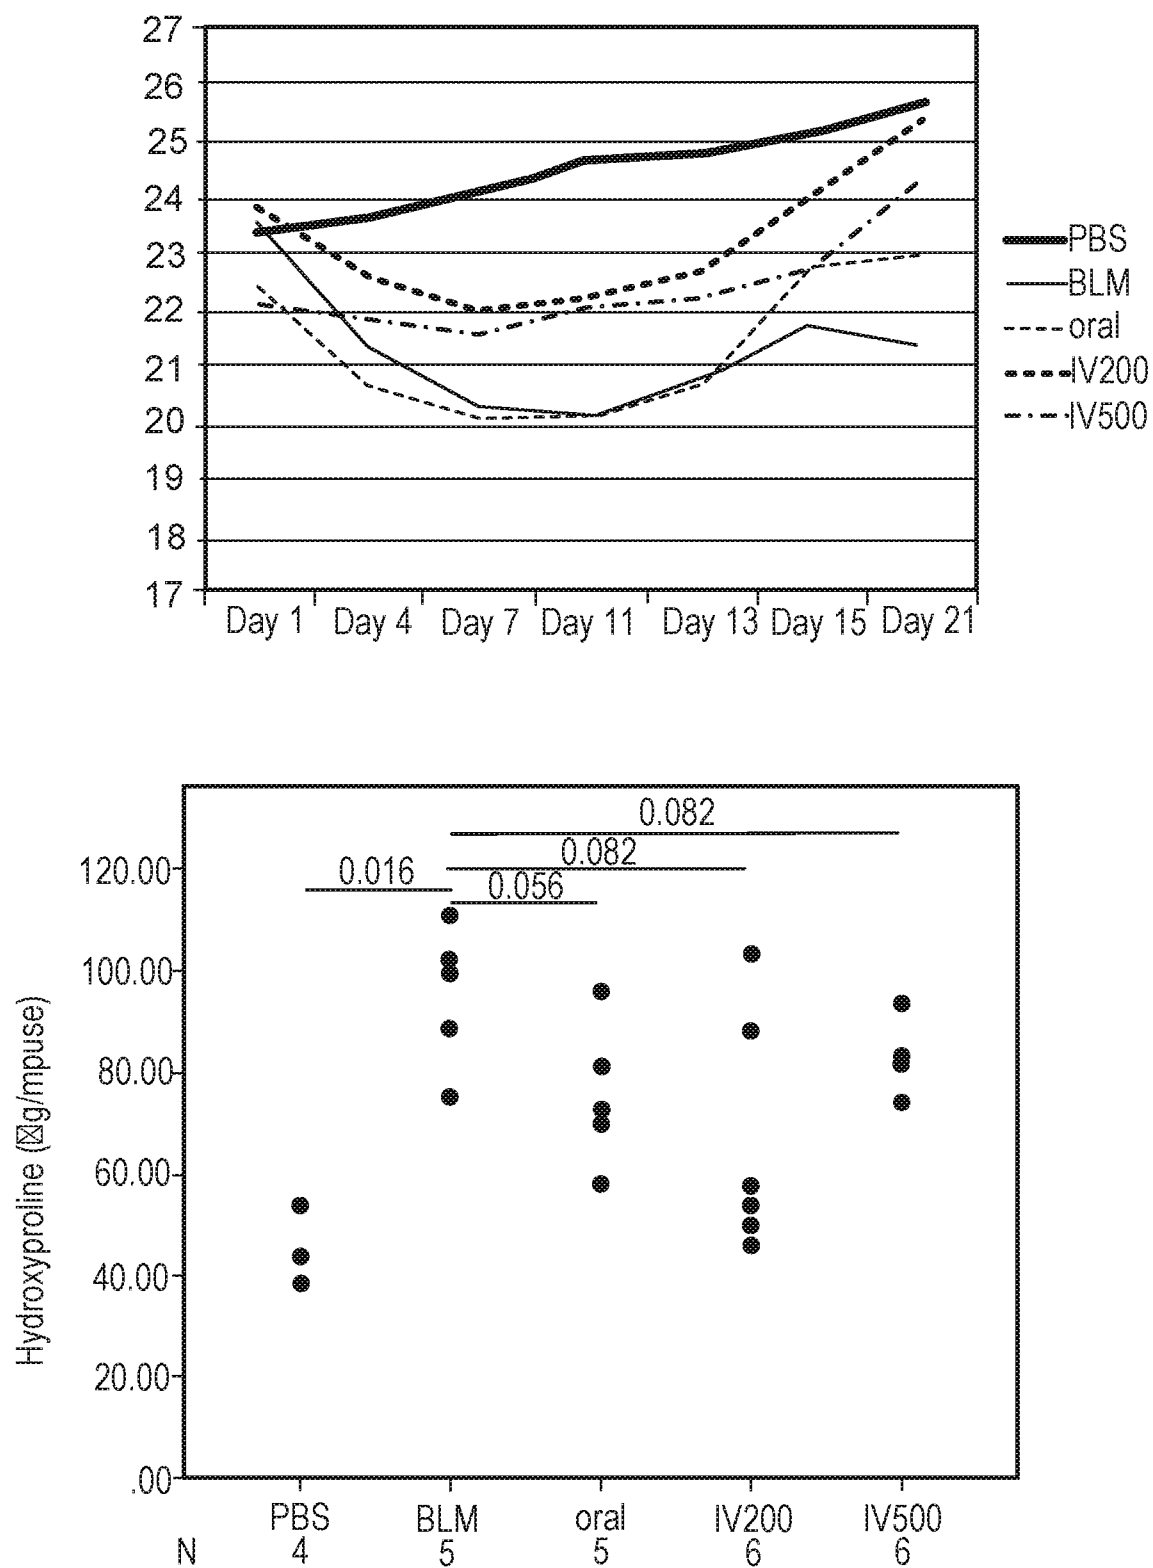 27
26
25
24
23
22
21
20
19
18
17
Day 1 Day 4 Day 7 Day 11 Day 13 Day 15 Day 21
PBS
BLM
oral
IV200
IV500
0.082
0.082
0.016
0.056
120.00
100.00
80.00
60.00
40.00
20.00
.00
Hydroxyproline (☒g/mpuse)
PBS BLM oral IV200 IV500
N 4 5 5 6 6